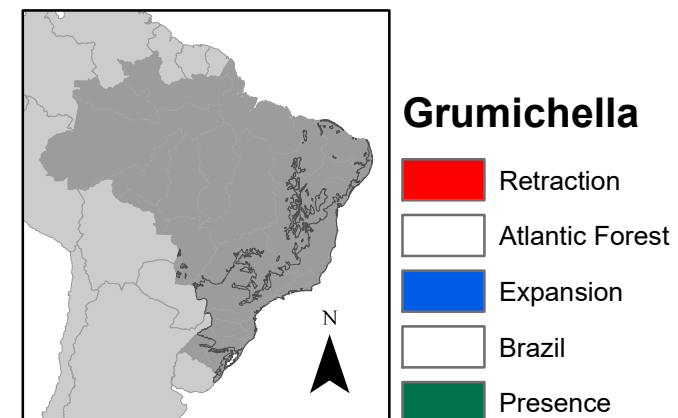 N
Grumichella
Retraction
Atlantic Forest
Expansion
Brazil
Presence